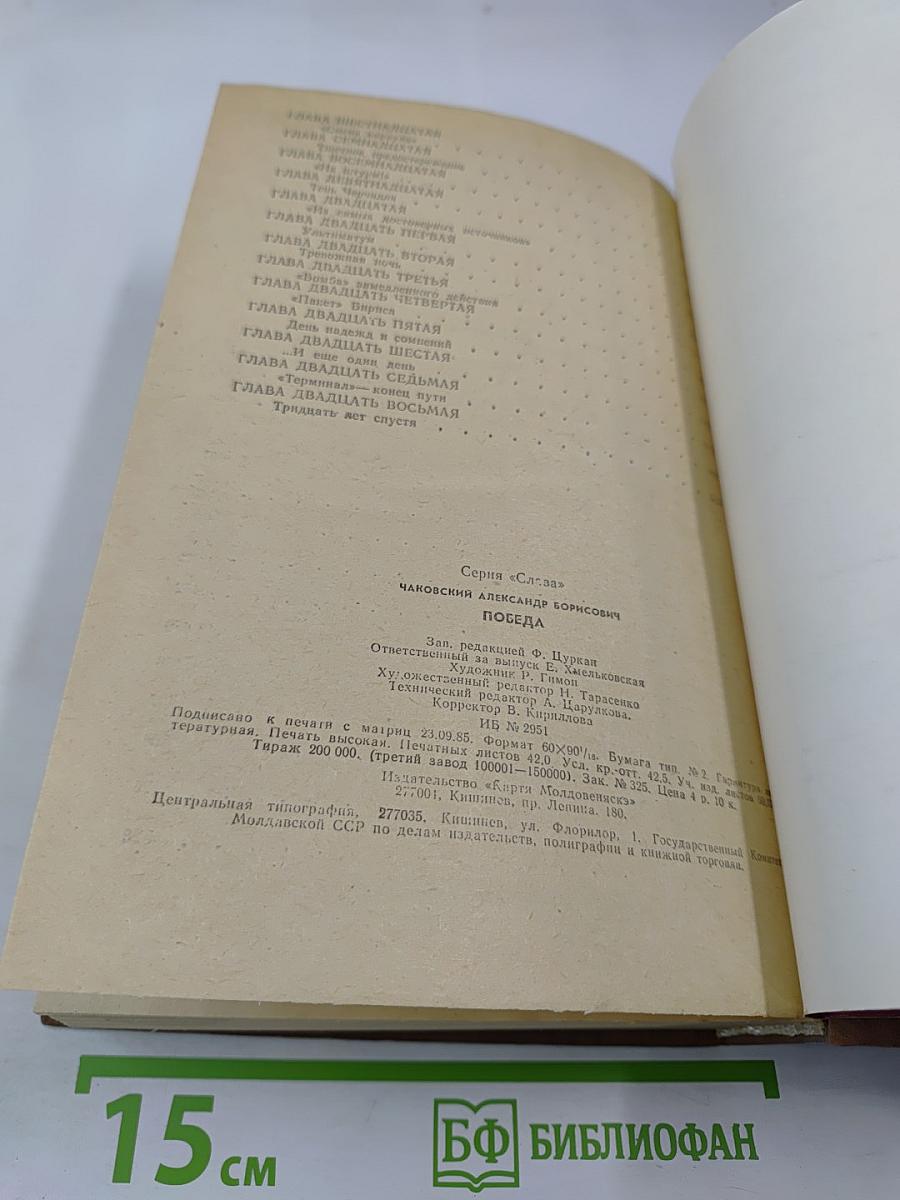 ГЛАВА ШЕСТНАДЦАТАЯ
ГЛАВА СЕМНАДЦАТАЯ
ГЛАВА ВОСЕМНАДЦАТАЯ
«На штурм!»
ГЛАВА ДЕВЯТНАДЦАТАЯ
Тень Черчилля
ГЛАВА ДВАДЦАТАЯ
«Из самых достоверных источников»
ГЛАВА ДВАДЦАТЬ ПЕРВАЯ
Ультиматум
ГЛАВА ДВАДЦАТЬ ВТОРАЯ
Тревожная ночь
ГЛАВА ДВАДЦАТЬ ТРЕТЬЯ
«Бомба» замедленного действия
ГЛАВА ДВАДЦАТЬ ЧЕТВЕРТАЯ
«Пакет» Бирнса
ГЛАВА ДВАДЦАТЬ ПЯТАЯ
День надежд и сомнений
ГЛАВА ДВАДЦАТЬ ШЕСТАЯ
...И еще один день
ГЛАВА ДВАДЦАТЬ СЕДЬМАЯ
«Терминал» — конец пути
ГЛАВА ДВАДЦАТЬ ВОСЬМАЯ
Тридцать лет спустя
Серия «Слава»
ЧАКОВСКИЙ АЛЕКСАНДР БОРИСОВИЧ
ПОБЕДА
Зав. редакцией Ф. Цуркан
Ответственный за выпуск Е. Хмельковская
Художник Р. Гимон
Художественный редактор Н. Тарасенко
Технический редактор А. Царулкова.
Корректор В. Кириллова
ИБ № 2951
Подписано к печати с матриц 23.09.85. Формат 60×90¹/₁₆. Бумага тип. № 2. Гарнитура
тературная. Печать высокая. Печатных листов 42,0 Усл. кр.-отт. 42,5. Уч. изд. листов
Тираж 200 000. (третий завод 100001—150000). Зак. № 325. Цена 4 р. 10 к.
Издательство «Картя Молдовеняскэ»
277004, Кишинев, пр. Ленина. 180,
Центральная типография, 277035, Кишинев, ул. Флорилор, 1. Государственный Комитет
Молдавской ССР по делам издательств, полиграфии и книжной торговли.
15 см
БФ БИБЛИОФАН